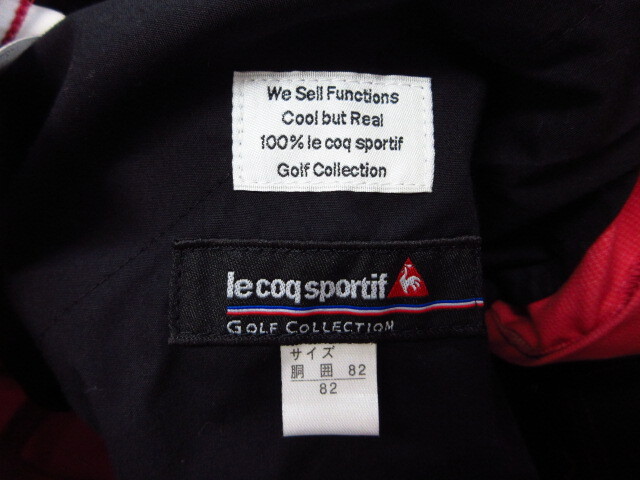 We Sell Functions
Cool but Real
100% le coq sportif
Golf Collection
le coq sportif
GOLF COLLECTION
サイズ
胴囲 82
82